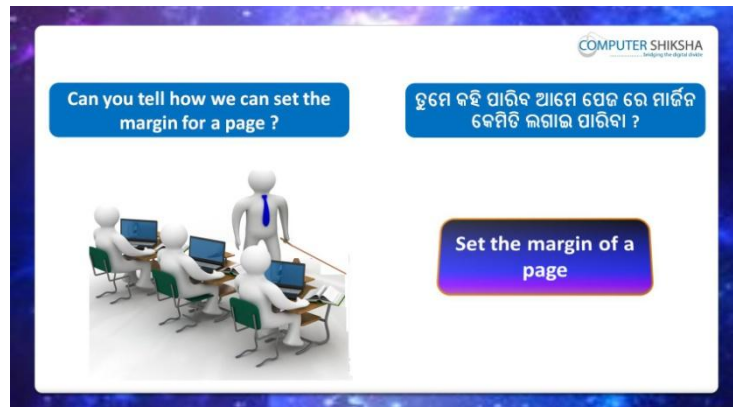 COMPUTER SHIKSHA
bridging the digital divide
Can you tell how we can set the
margin for a page ?
ତୁମେ କହି ପାରିବ ଆମେ ପେଜ ରେ ମାର୍ଜିନ
କେମିତି ଲଗାଇ ପାରିବା ?
Set the margin of a
page